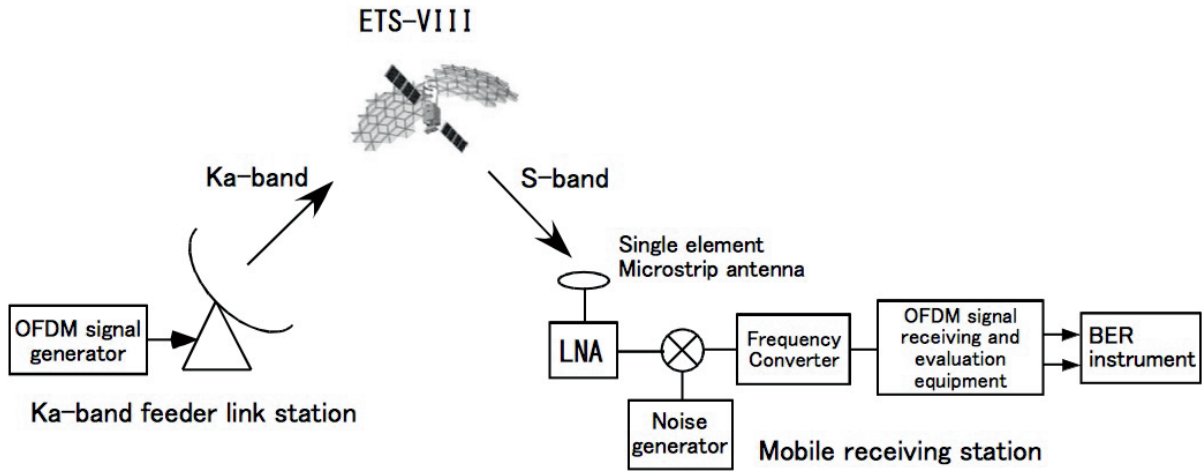 ETS-VIII
Ka-band
S-band
Single element
Microstrip antenna
OFDM signal
generator
LNA
Frequency
Converter
OFDM signal
receiving and
evaluation
equipment
BER
instrument
Noise
generator
Ka-band feeder link station
Mobile receiving station